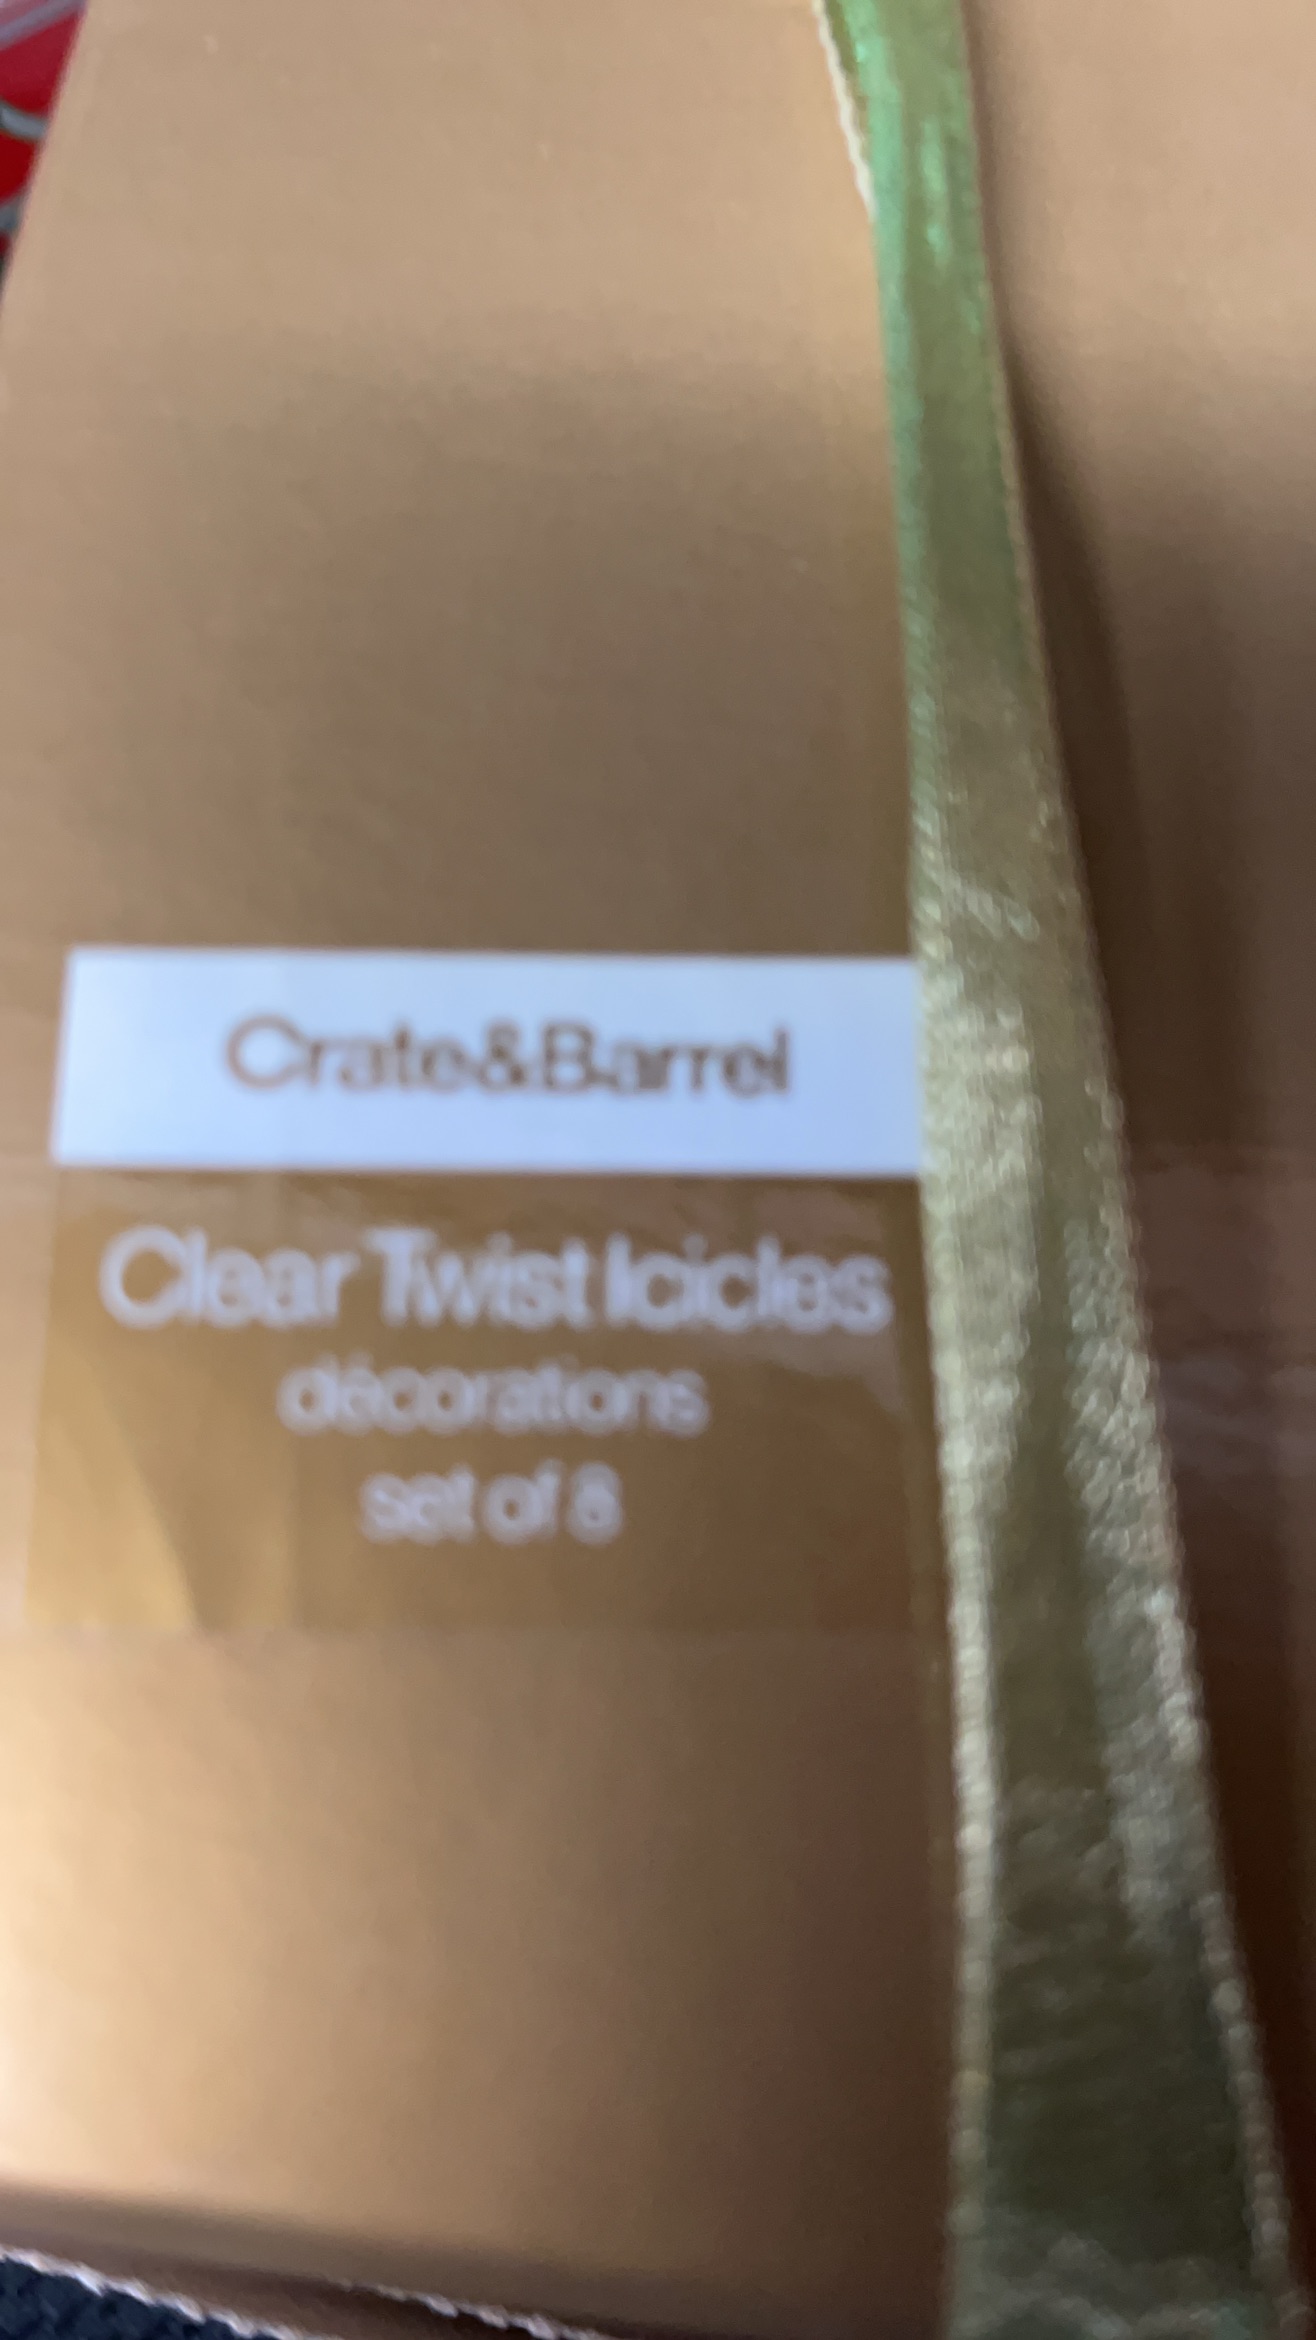 Crate&Barrel
Clear Twist Icicles
décorations
set of 8